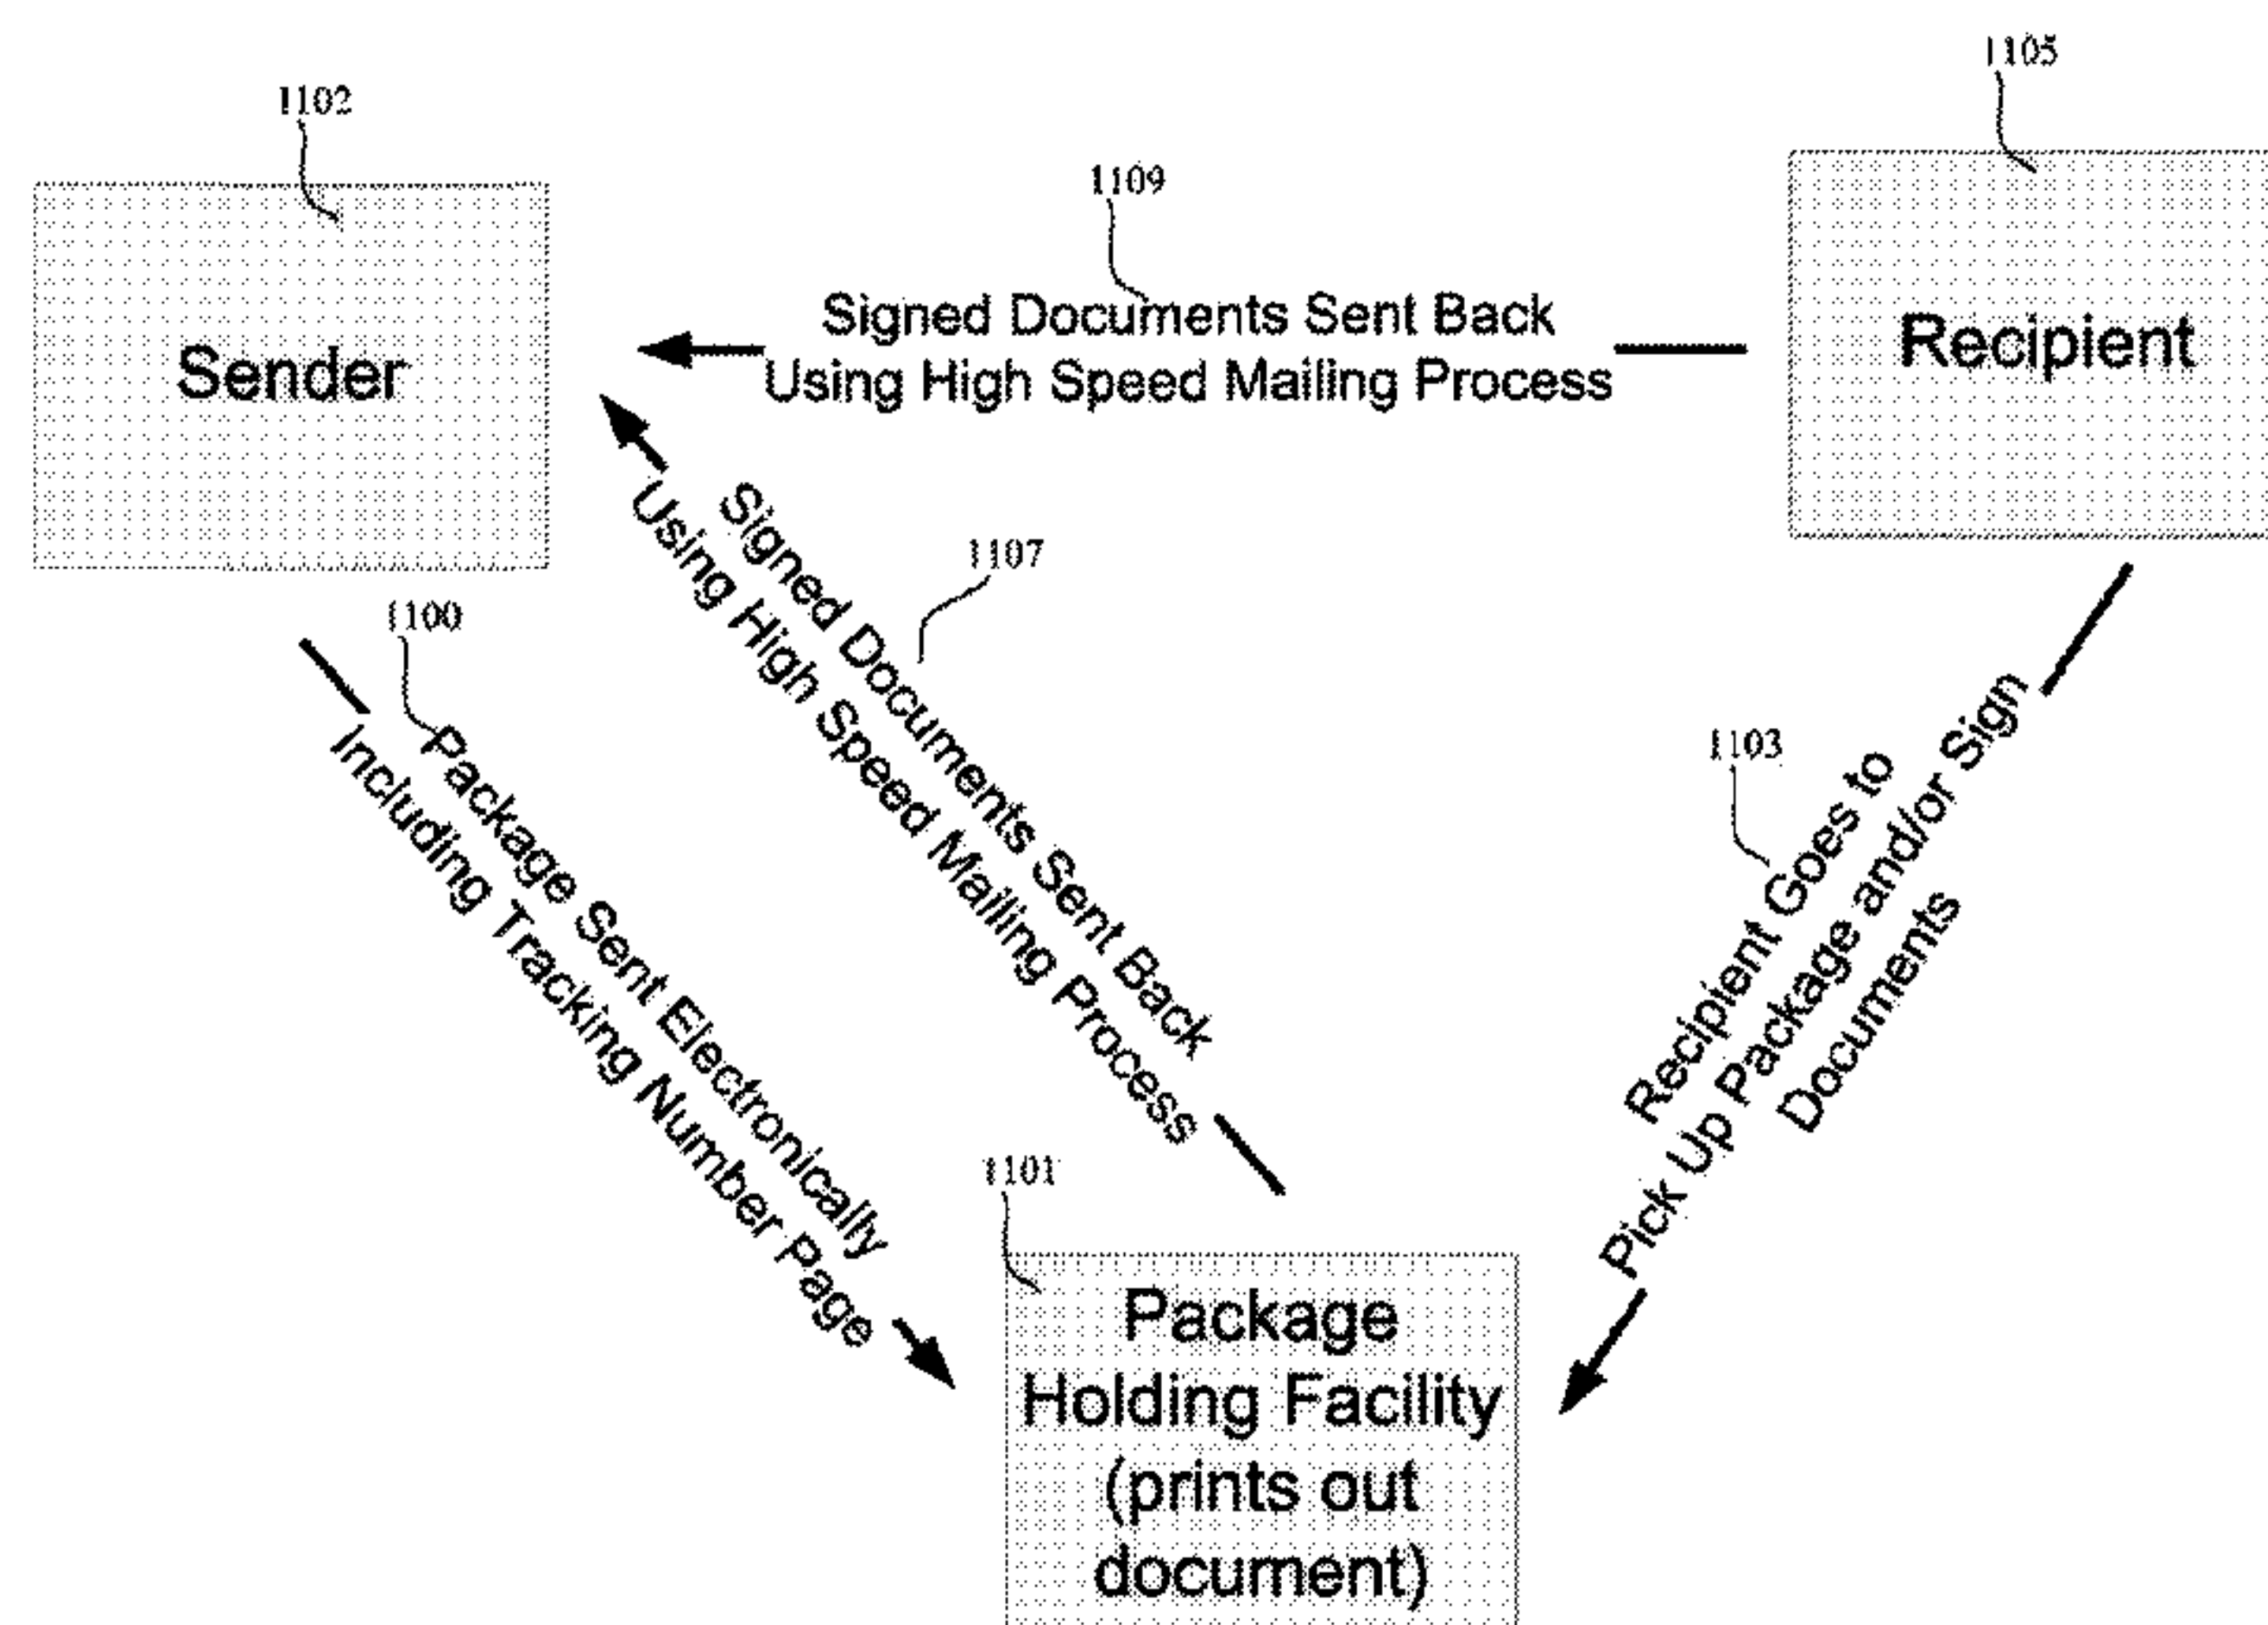 1105
1102
1109
Signed Documents Sent Back
Using High Speed Mailing Process
Sender
Recipient
1107
Signed Documents Sent Back
Using High Speed Mailing Process
1100
Package Sent Electronically
Including Tracking Number Page
1103
Recipient Goes to
Pick Up Package and/or Sign
Documents
1101
Package
Holding Facility
(prints out
document)